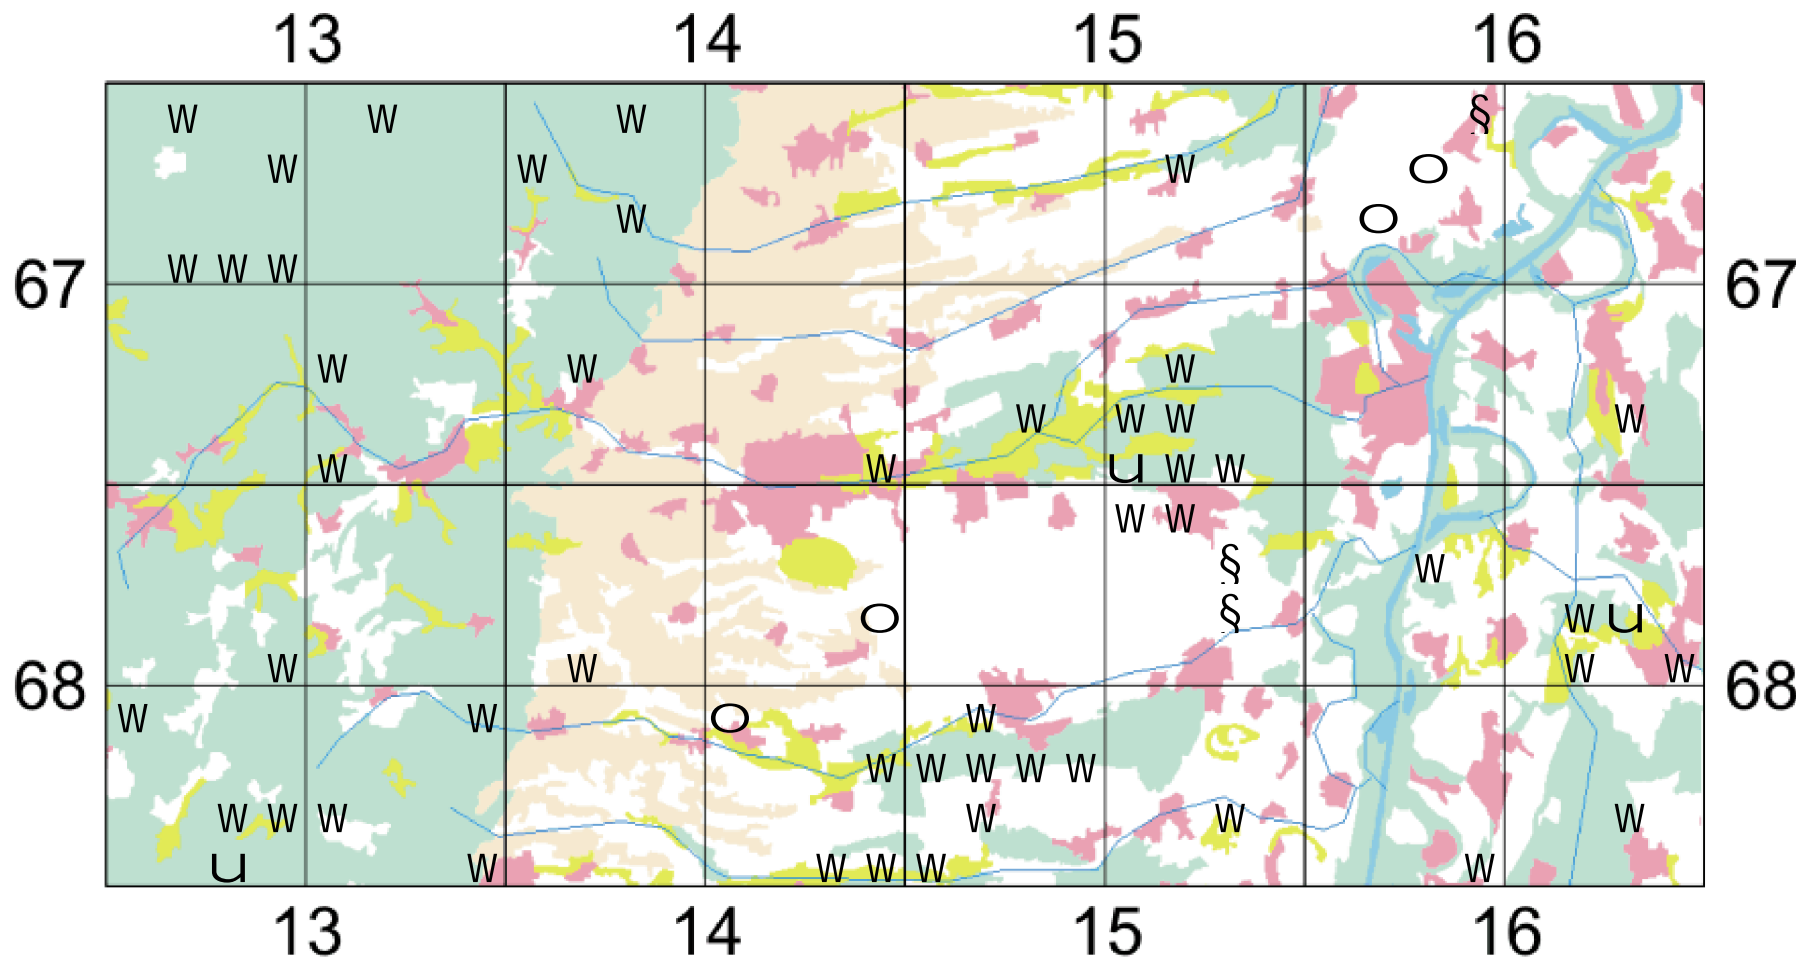 13 14 15 16
W W W §
W W W O
W O
67 W W W 67
W W W
W W W W
W W u W W
W W
§ W
O § W u
68 W W W W 68
W W O W
W W W W W
W W W W W W
u W W W W W
13 14 15 16